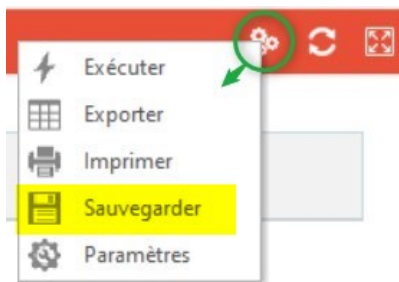 Exécuter
Exporter
Imprimer
Sauvegarder
Paramètres